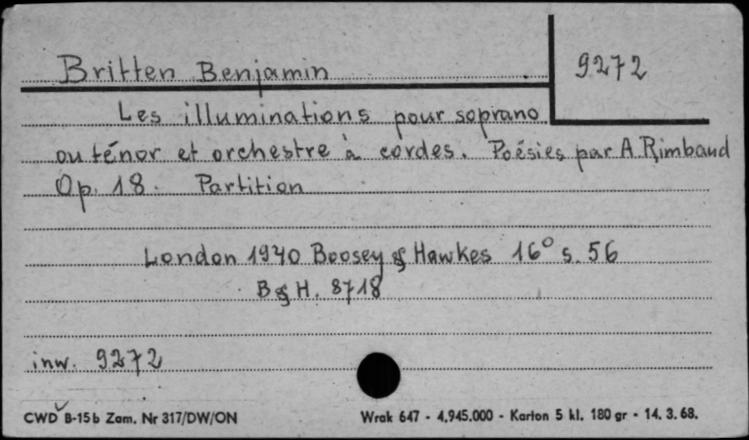 Britten Benjamin
9272
Les illuminations pour soprano
ou ténor et orchestre à cordes. Poésies par A. Rimbaud
Op. 18. Partition
London 1940 Boosey & Hawkes 16° s. 56
B & H. 8718
inw. 9272
CWD B-15b Zam. Nr 317/DW/ON
Wrak 647 - 4.945.000 - Karton 5 kl. 180 gr - 14. 3. 68.